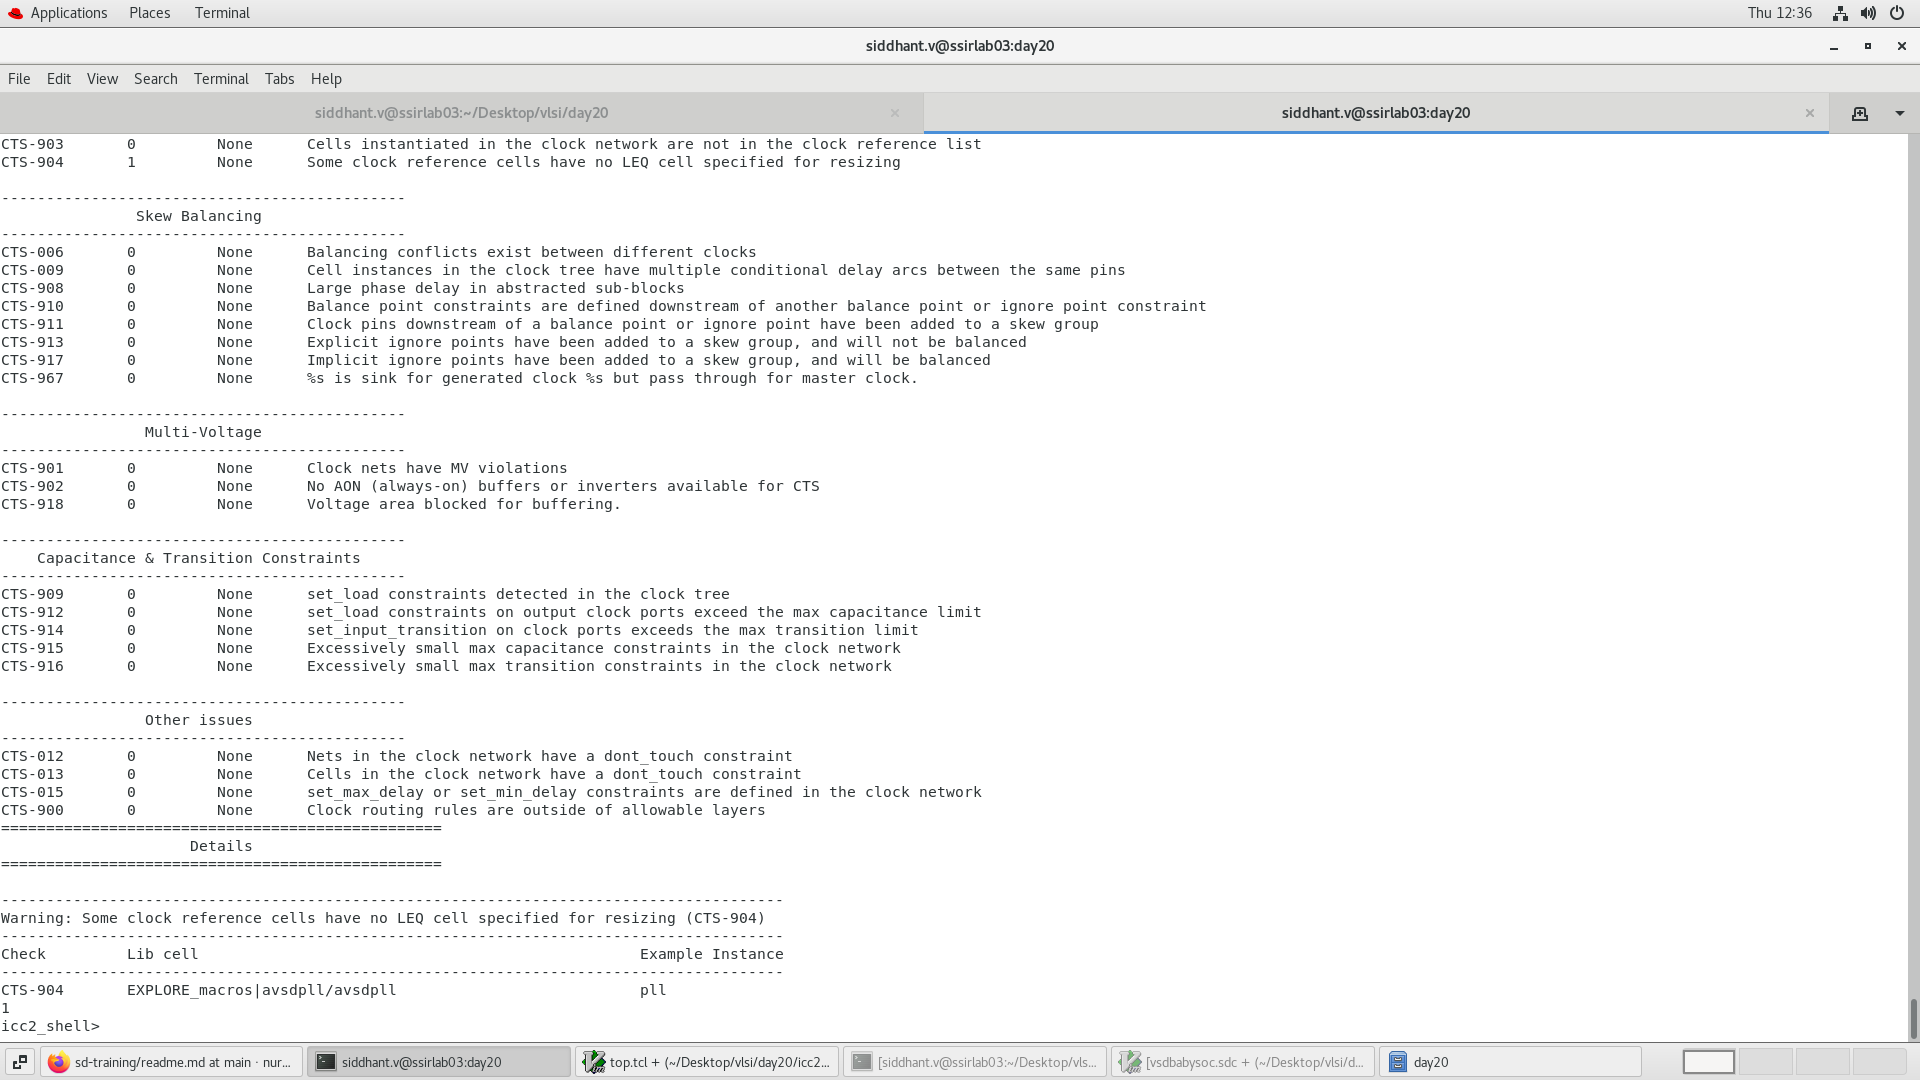 Applications Places Terminal Thu 12:36
siddhant.v@ssirlab03:day20
File Edit View Search Terminal Tabs Help
siddhant.v@ssirlab03:~/Desktop/vlsi/day20 × siddhant.v@ssirlab03:day20 ×
CTS-903 0 None Cells instantiated in the clock network are not in the clock reference list
CTS-904 1 None Some clock reference cells have no LEQ cell specified for resizing
---------------------------------------------
Skew Balancing
---------------------------------------------
CTS-006 0 None Balancing conflicts exist between different clocks
CTS-009 0 None Cell instances in the clock tree have multiple conditional delay arcs between the same pins
CTS-908 0 None Large phase delay in abstracted sub-blocks
CTS-910 0 None Balance point constraints are defined downstream of another balance point or ignore point constraint
CTS-911 0 None Clock pins downstream of a balance point or ignore point have been added to a skew group
CTS-913 0 None Explicit ignore points have been added to a skew group, and will not be balanced
CTS-917 0 None Implicit ignore points have been added to a skew group, and will be balanced
CTS-967 0 None %s is sink for generated clock %s but pass through for master clock.
---------------------------------------------
Multi-Voltage
---------------------------------------------
CTS-901 0 None Clock nets have MV violations
CTS-902 0 None No AON (always-on) buffers or inverters available for CTS
CTS-918 0 None Voltage area blocked for buffering.
---------------------------------------------
Capacitance & Transition Constraints
---------------------------------------------
CTS-909 0 None set_load constraints detected in the clock tree
CTS-912 0 None set_load constraints on output clock ports exceed the max capacitance limit
CTS-914 0 None set_input_transition on clock ports exceeds the max transition limit
CTS-915 0 None Excessively small max capacitance constraints in the clock network
CTS-916 0 None Excessively small max transition constraints in the clock network
---------------------------------------------
Other issues
---------------------------------------------
CTS-012 0 None Nets in the clock network have a dont_touch constraint
CTS-013 0 None Cells in the clock network have a dont_touch constraint
CTS-015 0 None set_max_delay or set_min_delay constraints are defined in the clock network
CTS-900 0 None Clock routing rules are outside of allowable layers
=================================================
Details
=================================================
---------------------------------------------------------------------------------------
Warning: Some clock reference cells have no LEQ cell specified for resizing (CTS-904)
---------------------------------------------------------------------------------------
Check Lib cell Example Instance
---------------------------------------------------------------------------------------
CTS-904 EXPLORE_macros|avsdpll/avsdpll pll
1
icc2_shell>
sd-training/readme.md at main · nur... siddhant.v@ssirlab03:day20 top.tcl + (~/Desktop/vlsi/day20/icc2... [siddhant.v@ssirlab03:~/Desktop/vls... [vsdbabysoc.sdc + (~/Desktop/vlsi/d... day20